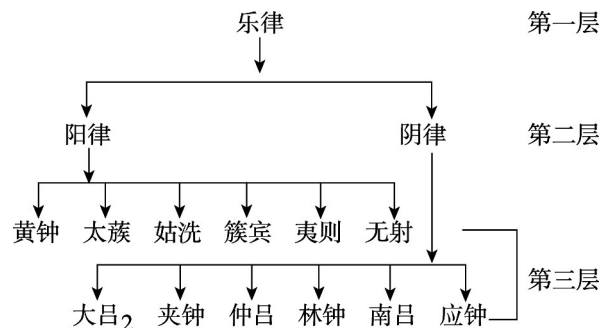 乐律 第一层
阳律 阴律 第二层
黄钟 太蔟 姑洗 簇宾 夷则 无射
第三层
大吕2 夹钟 仲吕 林钟 南吕 应钟